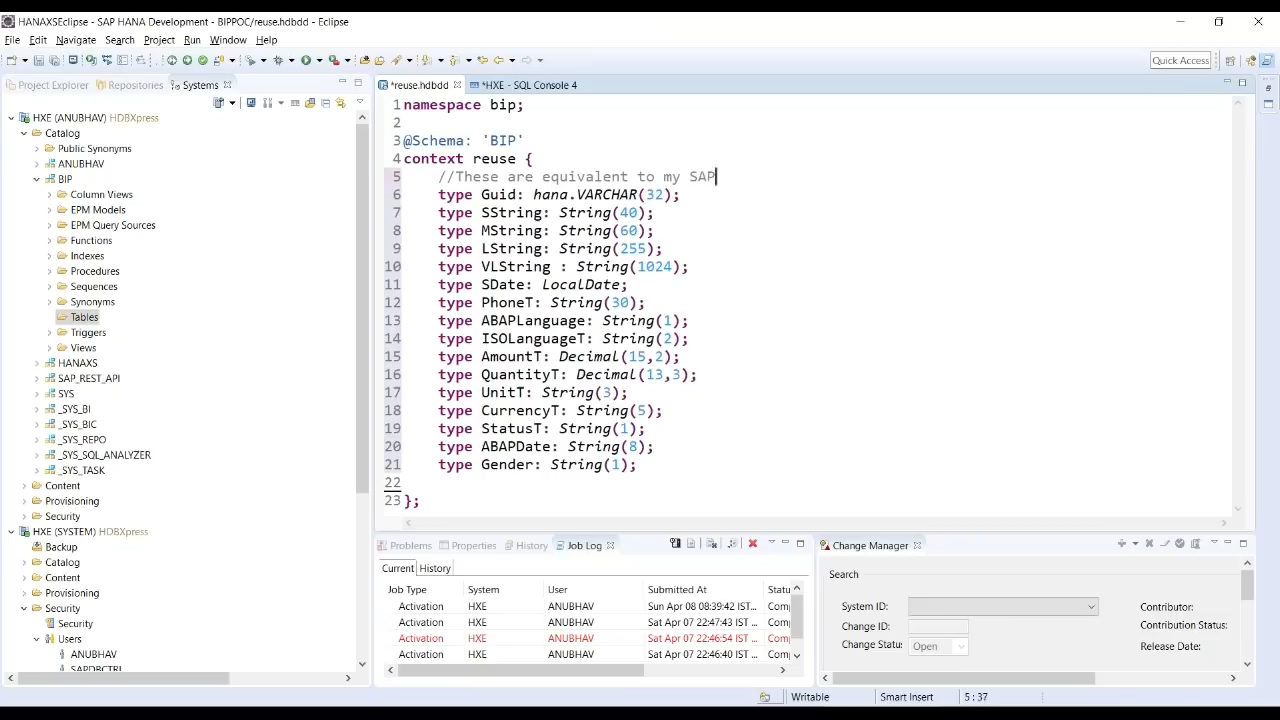 HANAXSEclipse - SAP HANA Development - BIPPOC/reuse.hdbdd - Eclipse
File Edit Navigate Search Project Run Window Help
Quick Access
Project Explorer Repositories Systems
HXE (ANUBHAV) HDBXpress
Catalog
Public Synonyms
ANUBHAV
BIP
Column Views
EPM Models
EPM Query Sources
Functions
Indexes
Procedures
Sequences
Synonyms
Tables
Triggers
Views
HANAXS
SAP_REST_API
SYS
_SYS_BI
_SYS_BIC
_SYS_REPO
_SYS_SQL_ANALYZER
_SYS_TASK
Content
Provisioning
Security
HXE (SYSTEM) HDBXpress
Backup
Catalog
Content
Provisioning
Security
Security
Users
ANUBHAV
SAPDBCTRL
*reuse.hdbdd *HXE - SQL Console 4
1 namespace bip;
2
3 @Schema: 'BIP'
4 context reuse {
5 //These are equivalent to my SAP
6 type Guid: hana.VARCHAR(32);
7 type SString: String(40);
8 type MString: String(60);
9 type LString: String(255);
10 type VLString : String(1024);
11 type SDate: LocalDate;
12 type PhoneT: String(30);
13 type ABAPLanguage: String(1);
14 type ISOLanguageT: String(2);
15 type AmountT: Decimal(15,2);
16 type QuantityT: Decimal(13,3);
17 type UnitT: String(3);
18 type CurrencyT: String(5);
19 type StatusT: String(1);
20 type ABAPDate: String(8);
21 type Gender: String(1);
22
23 };
Problems Properties History Job Log
Current History
Job Type System User Submitted At Statu
Activation HXE ANUBHAV Sun Apr 08 08:39:42 IST... Comp
Activation HXE ANUBHAV Sat Apr 07 22:47:43 IST... Comp
Activation HXE ANUBHAV Sat Apr 07 22:46:54 IST ... Comp
Activation HXE ANUBHAV Sat Apr 07 22:46:40 IST ... Comp
Change Manager
Search
System ID: Contributor:
Change ID: Contribution Status:
Change Statu: Open Release Date:
Writable Smart Insert 5 : 37